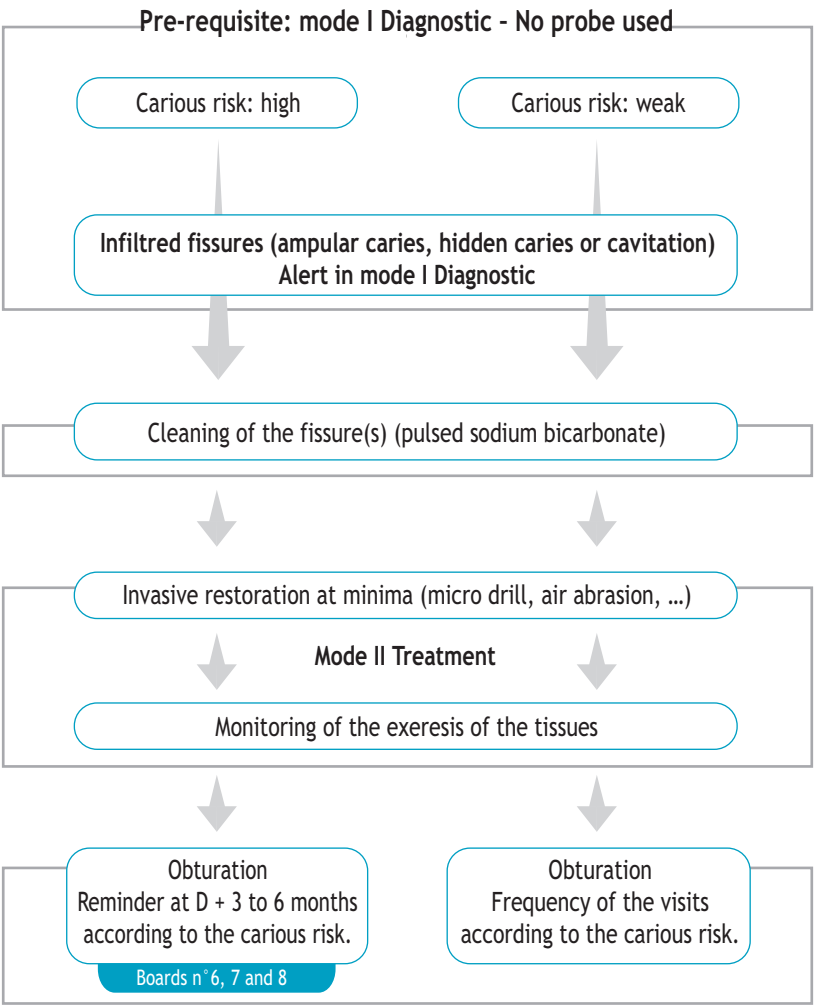 Pre-requisite: mode I Diagnostic - No probe used
Carious risk: high
Carious risk: weak
Infiltred fissures (ampular caries, hidden caries or cavitation)
Alert in mode I Diagnostic
Cleaning of the fissure(s) (pulsed sodium bicarbonate)
Invasive restoration at minima (micro drill, air abrasion, …)
Mode II Treatment
Monitoring of the exeresis of the tissues
Obturation
Reminder at D + 3 to 6 months
according to the carious risk.
Boards n°6, 7 and 8
Obturation
Frequency of the visits
according to the carious risk.